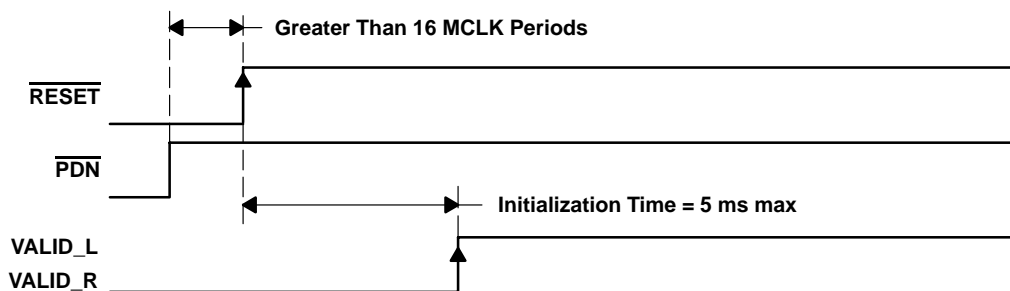 Greater Than 16 MCLK Periods
RESET
PDN
Initialization Time = 5 ms max
VALID_L
VALID_R